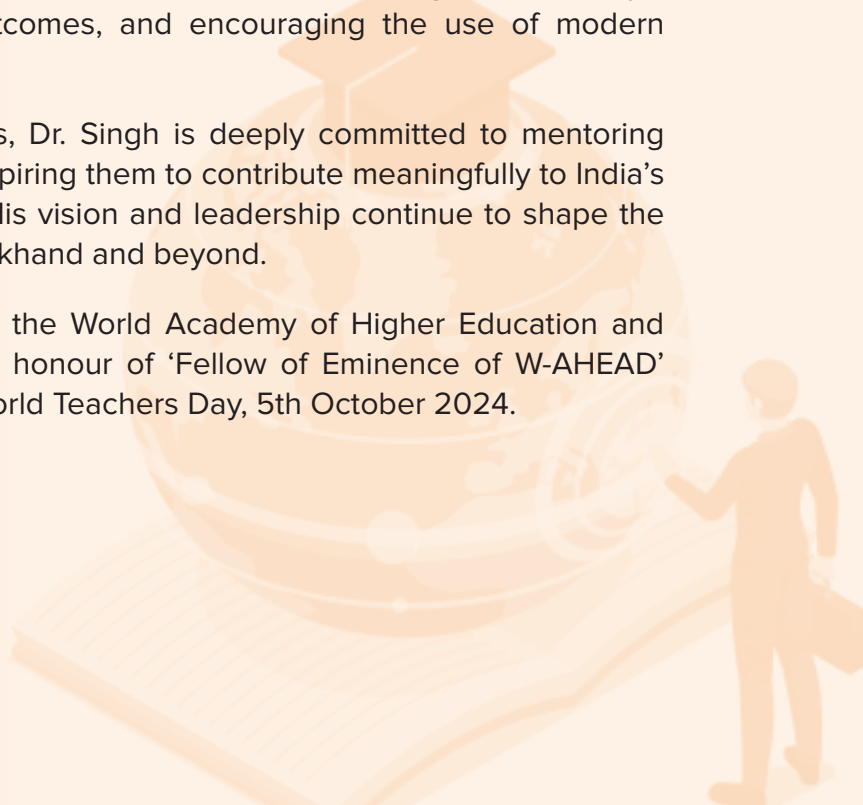 tcomes, and encouraging the use of modern
s, Dr. Singh is deeply committed to mentoring
piring them to contribute meaningfully to India’s
His vision and leadership continue to shape the
khand and beyond.
the World Academy of Higher Education and
honour of ‘Fellow of Eminence of W-AHEAD’
orld Teachers Day, 5th October 2024.